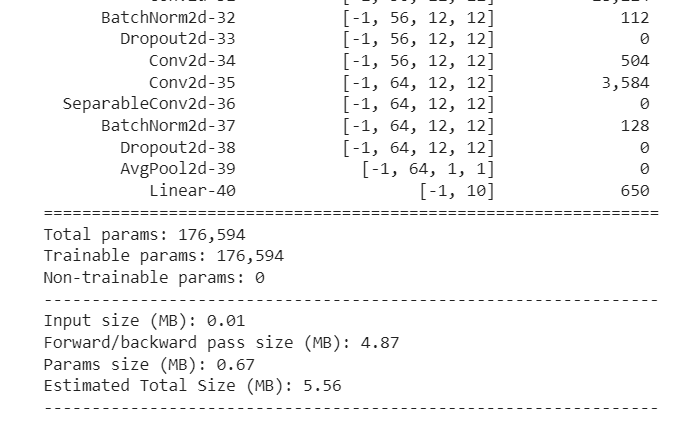 BatchNorm2d-32 [-1, 56, 12, 12] 112
Dropout2d-33 [-1, 56, 12, 12] 0
Conv2d-34 [-1, 56, 12, 12] 504
Conv2d-35 [-1, 64, 12, 12] 3,584
SeparableConv2d-36 [-1, 64, 12, 12] 0
BatchNorm2d-37 [-1, 64, 12, 12] 128
Dropout2d-38 [-1, 64, 12, 12] 0
AvgPool2d-39 [-1, 64, 1, 1] 0
Linear-40 [-1, 10] 650
================================================================
Total params: 176,594
Trainable params: 176,594
Non-trainable params: 0
----------------------------------------------------------------
Input size (MB): 0.01
Forward/backward pass size (MB): 4.87
Params size (MB): 0.67
Estimated Total Size (MB): 5.56
----------------------------------------------------------------